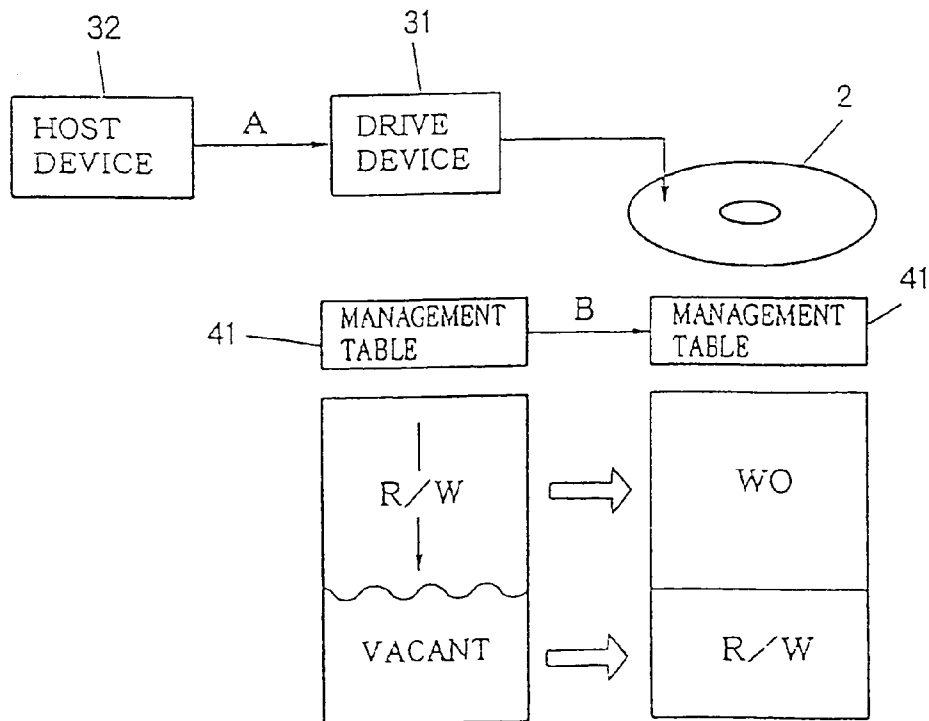 32
31
HOST
DEVICE
A
DRIVE
DEVICE
2
41
MANAGEMENT
TABLE
B
MANAGEMENT
TABLE
41
R/W
WO
VACANT
R/W